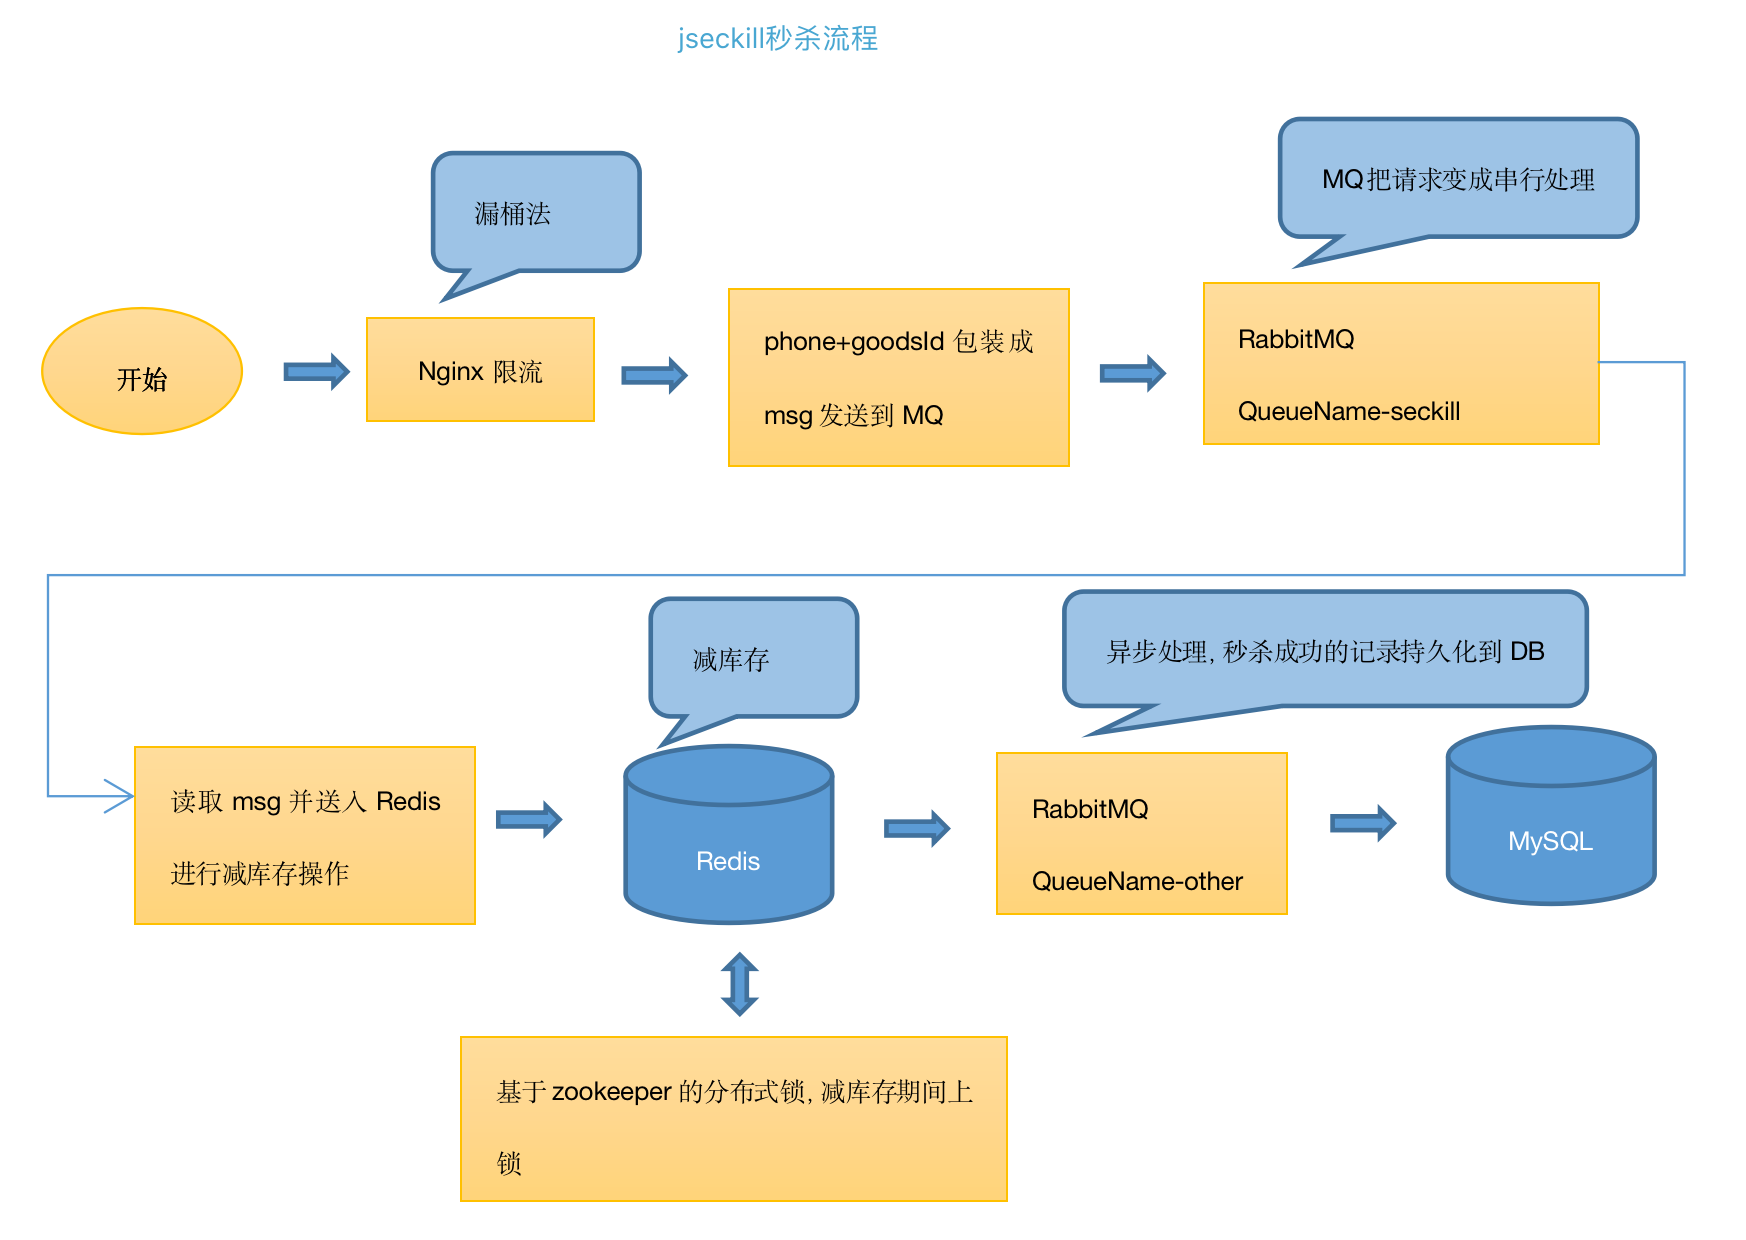 jseckill秒杀流程
漏桶法
MQ把请求变成串行处理
开始
Nginx 限流
phone+goodsId 包装成
msg 发送到 MQ
RabbitMQ
QueueName-seckill
减库存
异步处理, 秒杀成功的记录持久化到 DB
读取 msg 并送入 Redis
进行减库存操作
Redis
RabbitMQ
QueueName-other
MySQL
基于 zookeeper 的分布式锁, 减库存期间上
锁